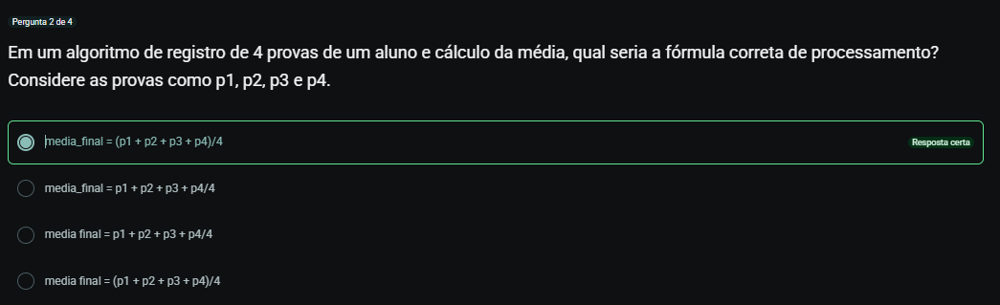 Pergunta 2 de 4
Em um algoritmo de registro de 4 provas de um aluno e cálculo da média, qual seria a fórmula correta de processamento?
Considere as provas como p1, p2, p3 e p4.
media_final = (p1 + p2 + p3 + p4)/4
Resposta certa
media_final = p1 + p2 + p3 + p4/4
media final = p1 + p2 + p3 + p4/4
media final = (p1 + p2 + p3 + p4)/4